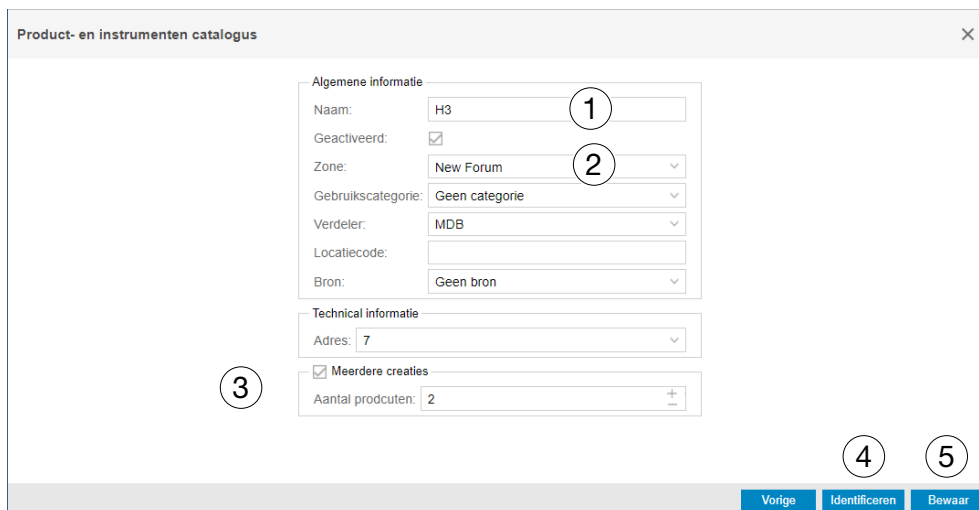 Product- en instrumenten catalogus
Algemene informatie
Naam: H3 1
Geactiveerd:
Zone: New Forum 2
Gebruikscategorie: Geen categorie
Verdeler: MDB
Locatiecode:
Bron: Geen bron
Technical informatie
Adres: 7
3 Meerdere creaties
Aantal prodcuten: 2
4 5
Vorige Identificeren Bewaar